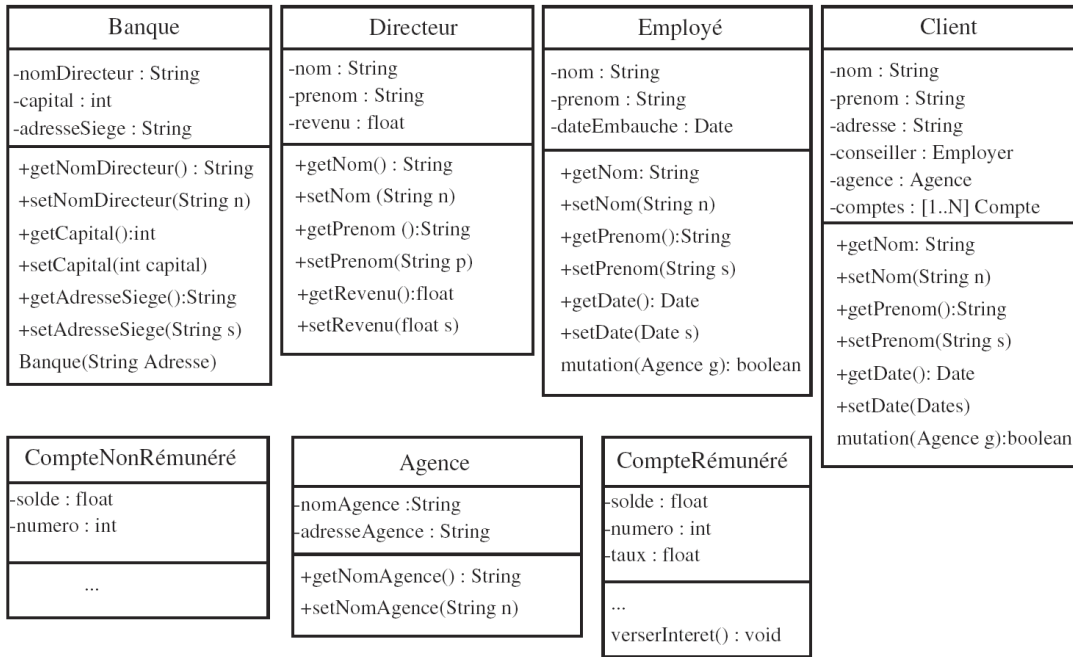 Banque
-nomDirecteur : String
-capital : int
-adresseSiege : String
+getNomDirecteur() : String
+setNomDirecteur(String n)
+getCapital():int
+setCapital(int capital)
+getAdresseSiege():String
+setAdresseSiege(String s)
Banque(String Adresse)
Directeur
-nom : String
-prenom : String
-revenu : float
+getNom() : String
+setNom (String n)
+getPrenom ():String
+setPrenom(String p)
+getRevenu():float
+setRevenu(float s)
Employé
-nom : String
-prenom : String
-dateEmbauche : Date
+getNom: String
+setNom(String n)
+getPrenom():String
+setPrenom(String s)
+getDate(): Date
+setDate(Date s)
mutation(Agence g): boolean
Client
-nom : String
-prenom : String
-adresse : String
-conseiller : Employer
-agence : Agence
-comptes : [1..N] Compte
+getNom: String
+setNom(String n)
+getPrenom():String
+setPrenom(String s)
+getDate(): Date
+setDate(Dates)
mutation(Agence g):boolean
CompteNonRémunéré
-solde : float
-numero : int
...
Agence
-nomAgence :String
-adresseAgence : String
+getNomAgence() : String
+setNomAgence(String n)
CompteRémunéré
-solde : float
-numero : int
-taux : float
...
verserInteret() : void